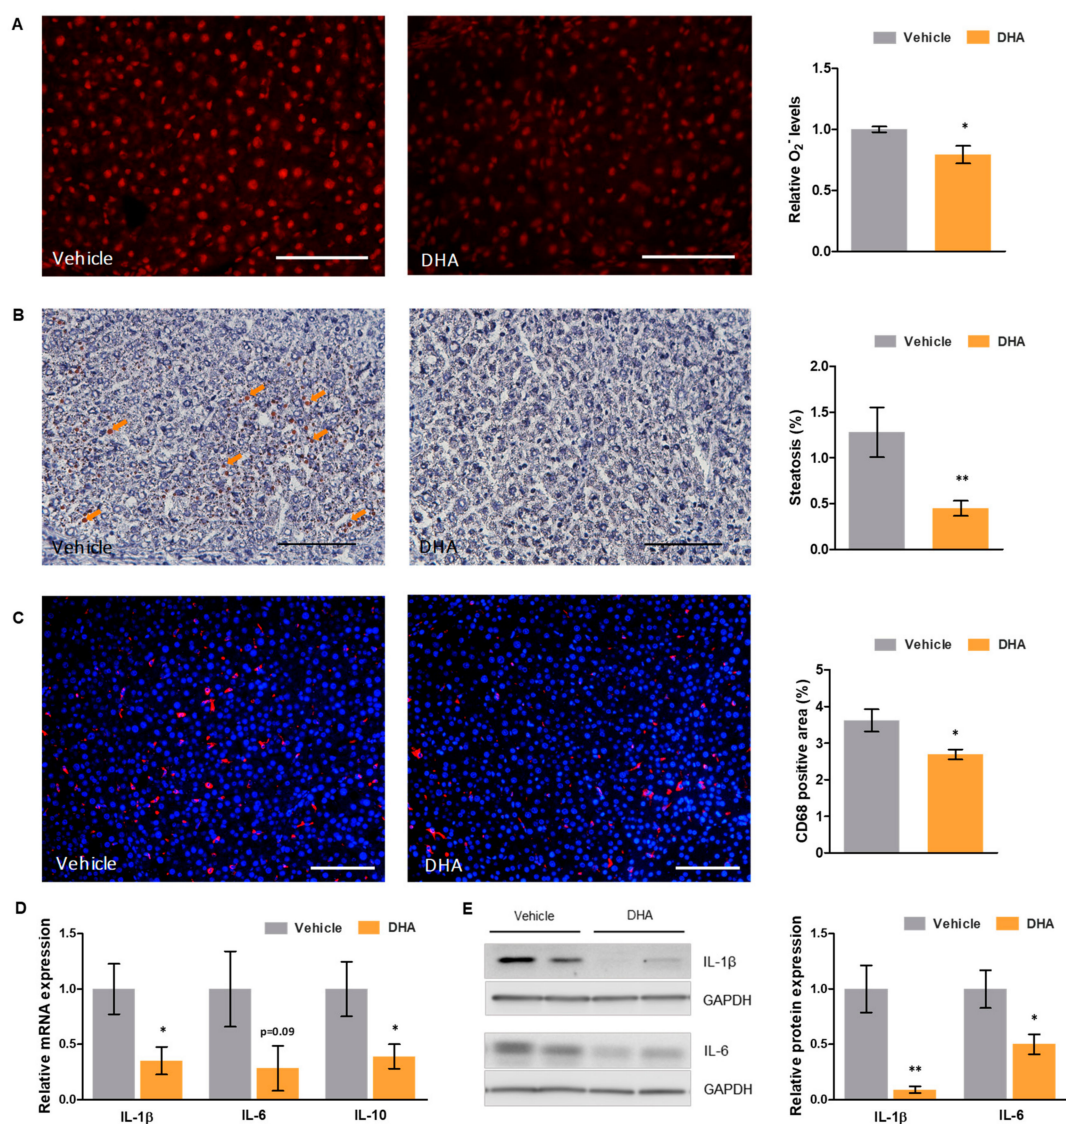 A
Vehicle
DHA
Vehicle DHA
Relative O2- levels
1.5
1.0
0.5
0.0
*
B
Vehicle
DHA
Vehicle DHA
Steatosis (%)
2.0
1.5
1.0
0.5
0.0
**
C
Vehicle
DHA
Vehicle DHA
CD68 positive area (%)
5
4
3
2
1
0
*
D
Vehicle DHA
Relative mRNA expression
1.5
1.0
0.5
0.0
* p=0.09 *
IL-1β IL-6 IL-10
E
Vehicle DHA
IL-1β
GAPDH
IL-6
GAPDH
Vehicle DHA
Relative protein expression
1.5
1.0
0.5
0.0
** *
IL-1β IL-6